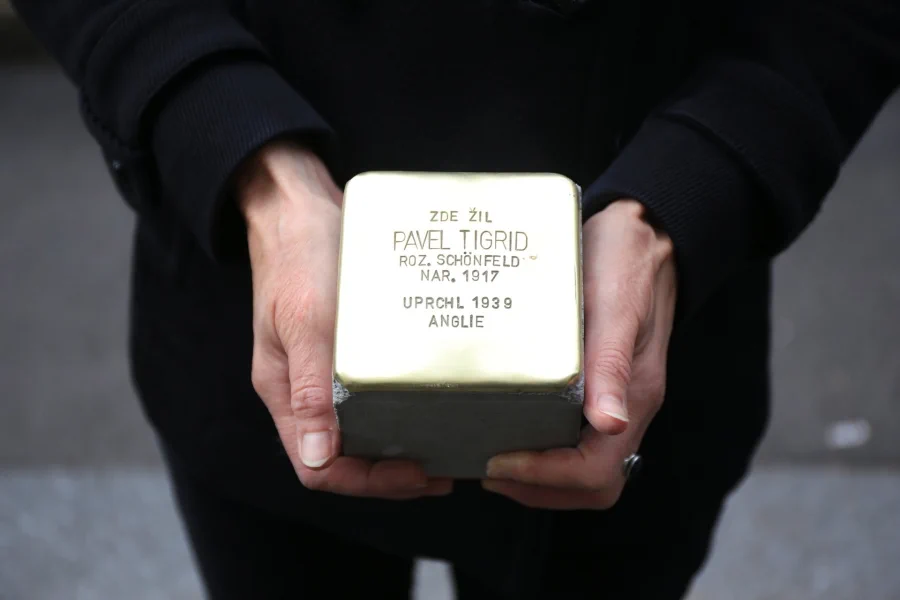 ZDE ŽIL
PAVEL TIGRID
ROZ. SCHÖNFELD
NAR. 1917
UPRCHL 1939
ANGLIE